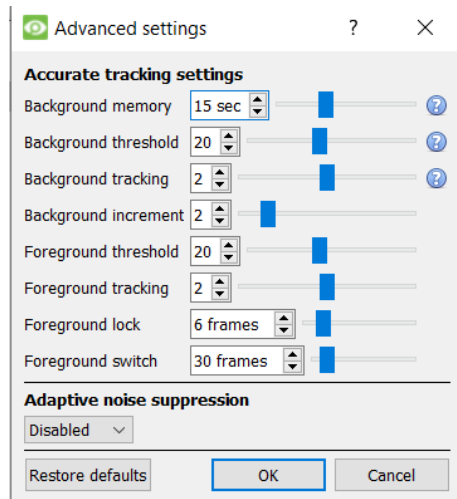 Advanced settings ? ×
Accurate tracking settings
Background memory 15 sec ?
Background threshold 20 ?
Background tracking 2 ?
Background increment 2
Foreground threshold 20
Foreground tracking 2
Foreground lock 6 frames
Foreground switch 30 frames
Adaptive noise suppression
Disabled
Restore defaults OK Cancel